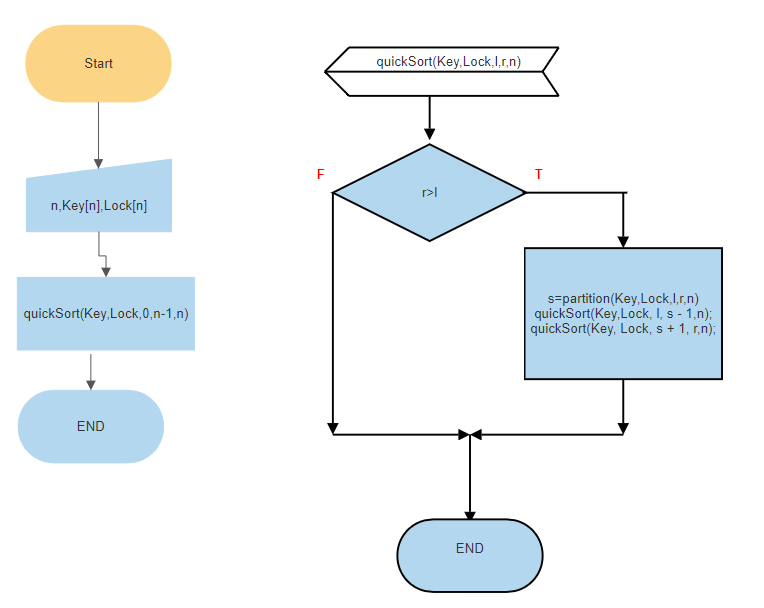 Start
n,Key[n],Lock[n]
quickSort(Key,Lock,0,n-1,n)
END
quickSort(Key,Lock,l,r,n)
r>l
F
T
s=partition(Key,Lock,l,r,n)
quickSort(Key,Lock, l, s - 1,n);
quickSort(Key, Lock, s + 1, r,n);
END